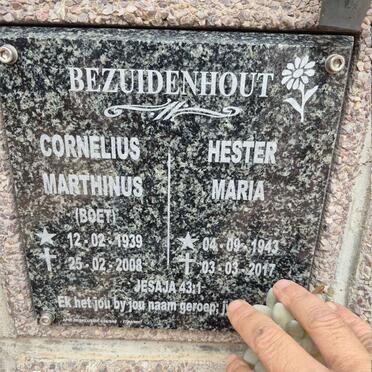 BEZUIDENHOUT
CORNELIUS
MARTHINUS
(BOET)
12-02-1939
25-02-2008
HESTER
MARIA
04-09-1943
03-03-2017
JESAJA 43:1
Ek het jou by jou naam geroep;